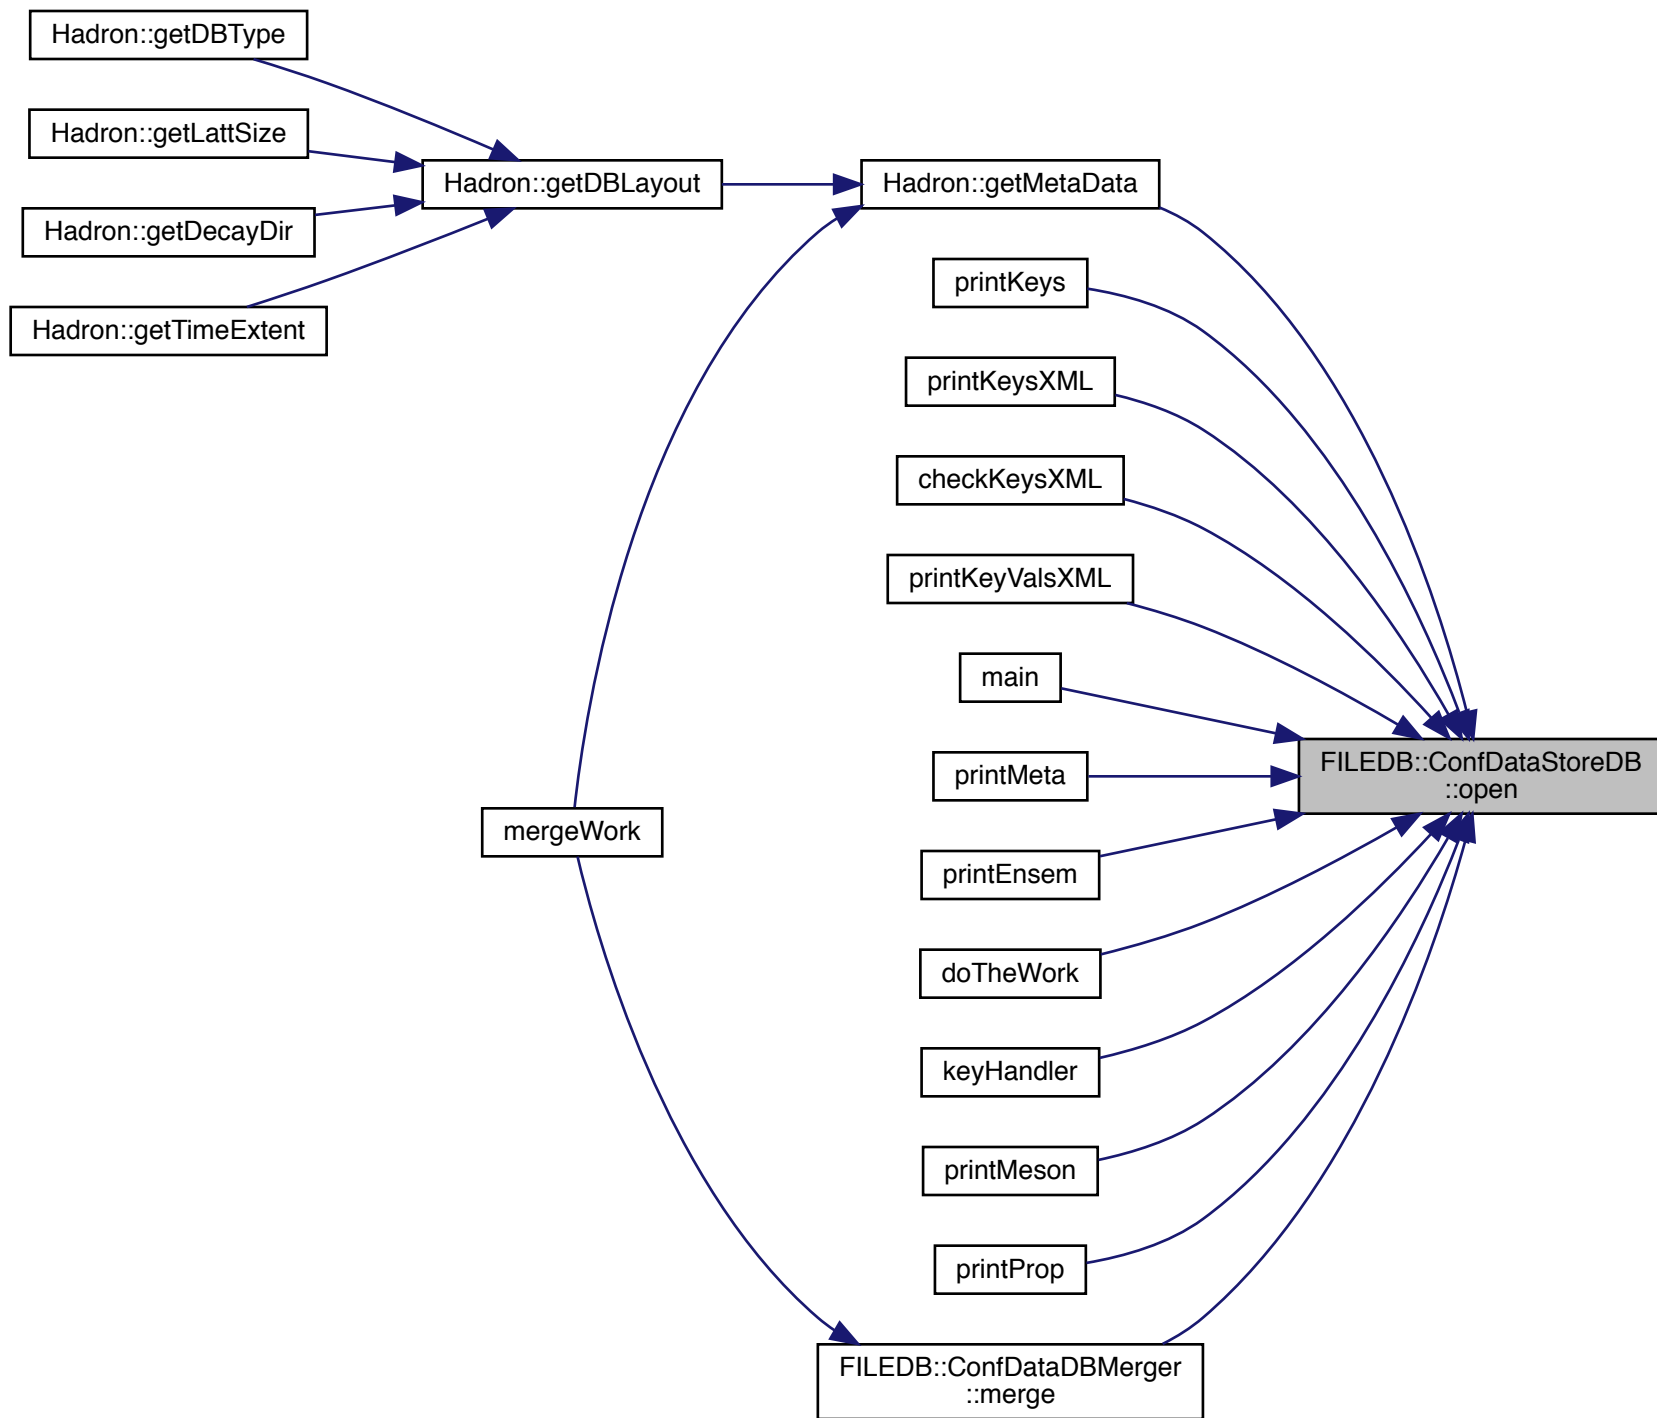 Hadron::getDBType
Hadron::getLattSize
Hadron::getDBLayout
Hadron::getMetaData
Hadron::getDecayDir
Hadron::getTimeExtent
printKeys
printKeysXML
checkKeysXML
printKeyValsXML
main
FILEDB::ConfDataStoreDB
::open
printMeta
mergeWork
printEnsem
doTheWork
keyHandler
printMeson
printProp
FILEDB::ConfDataDBMerger
::merge